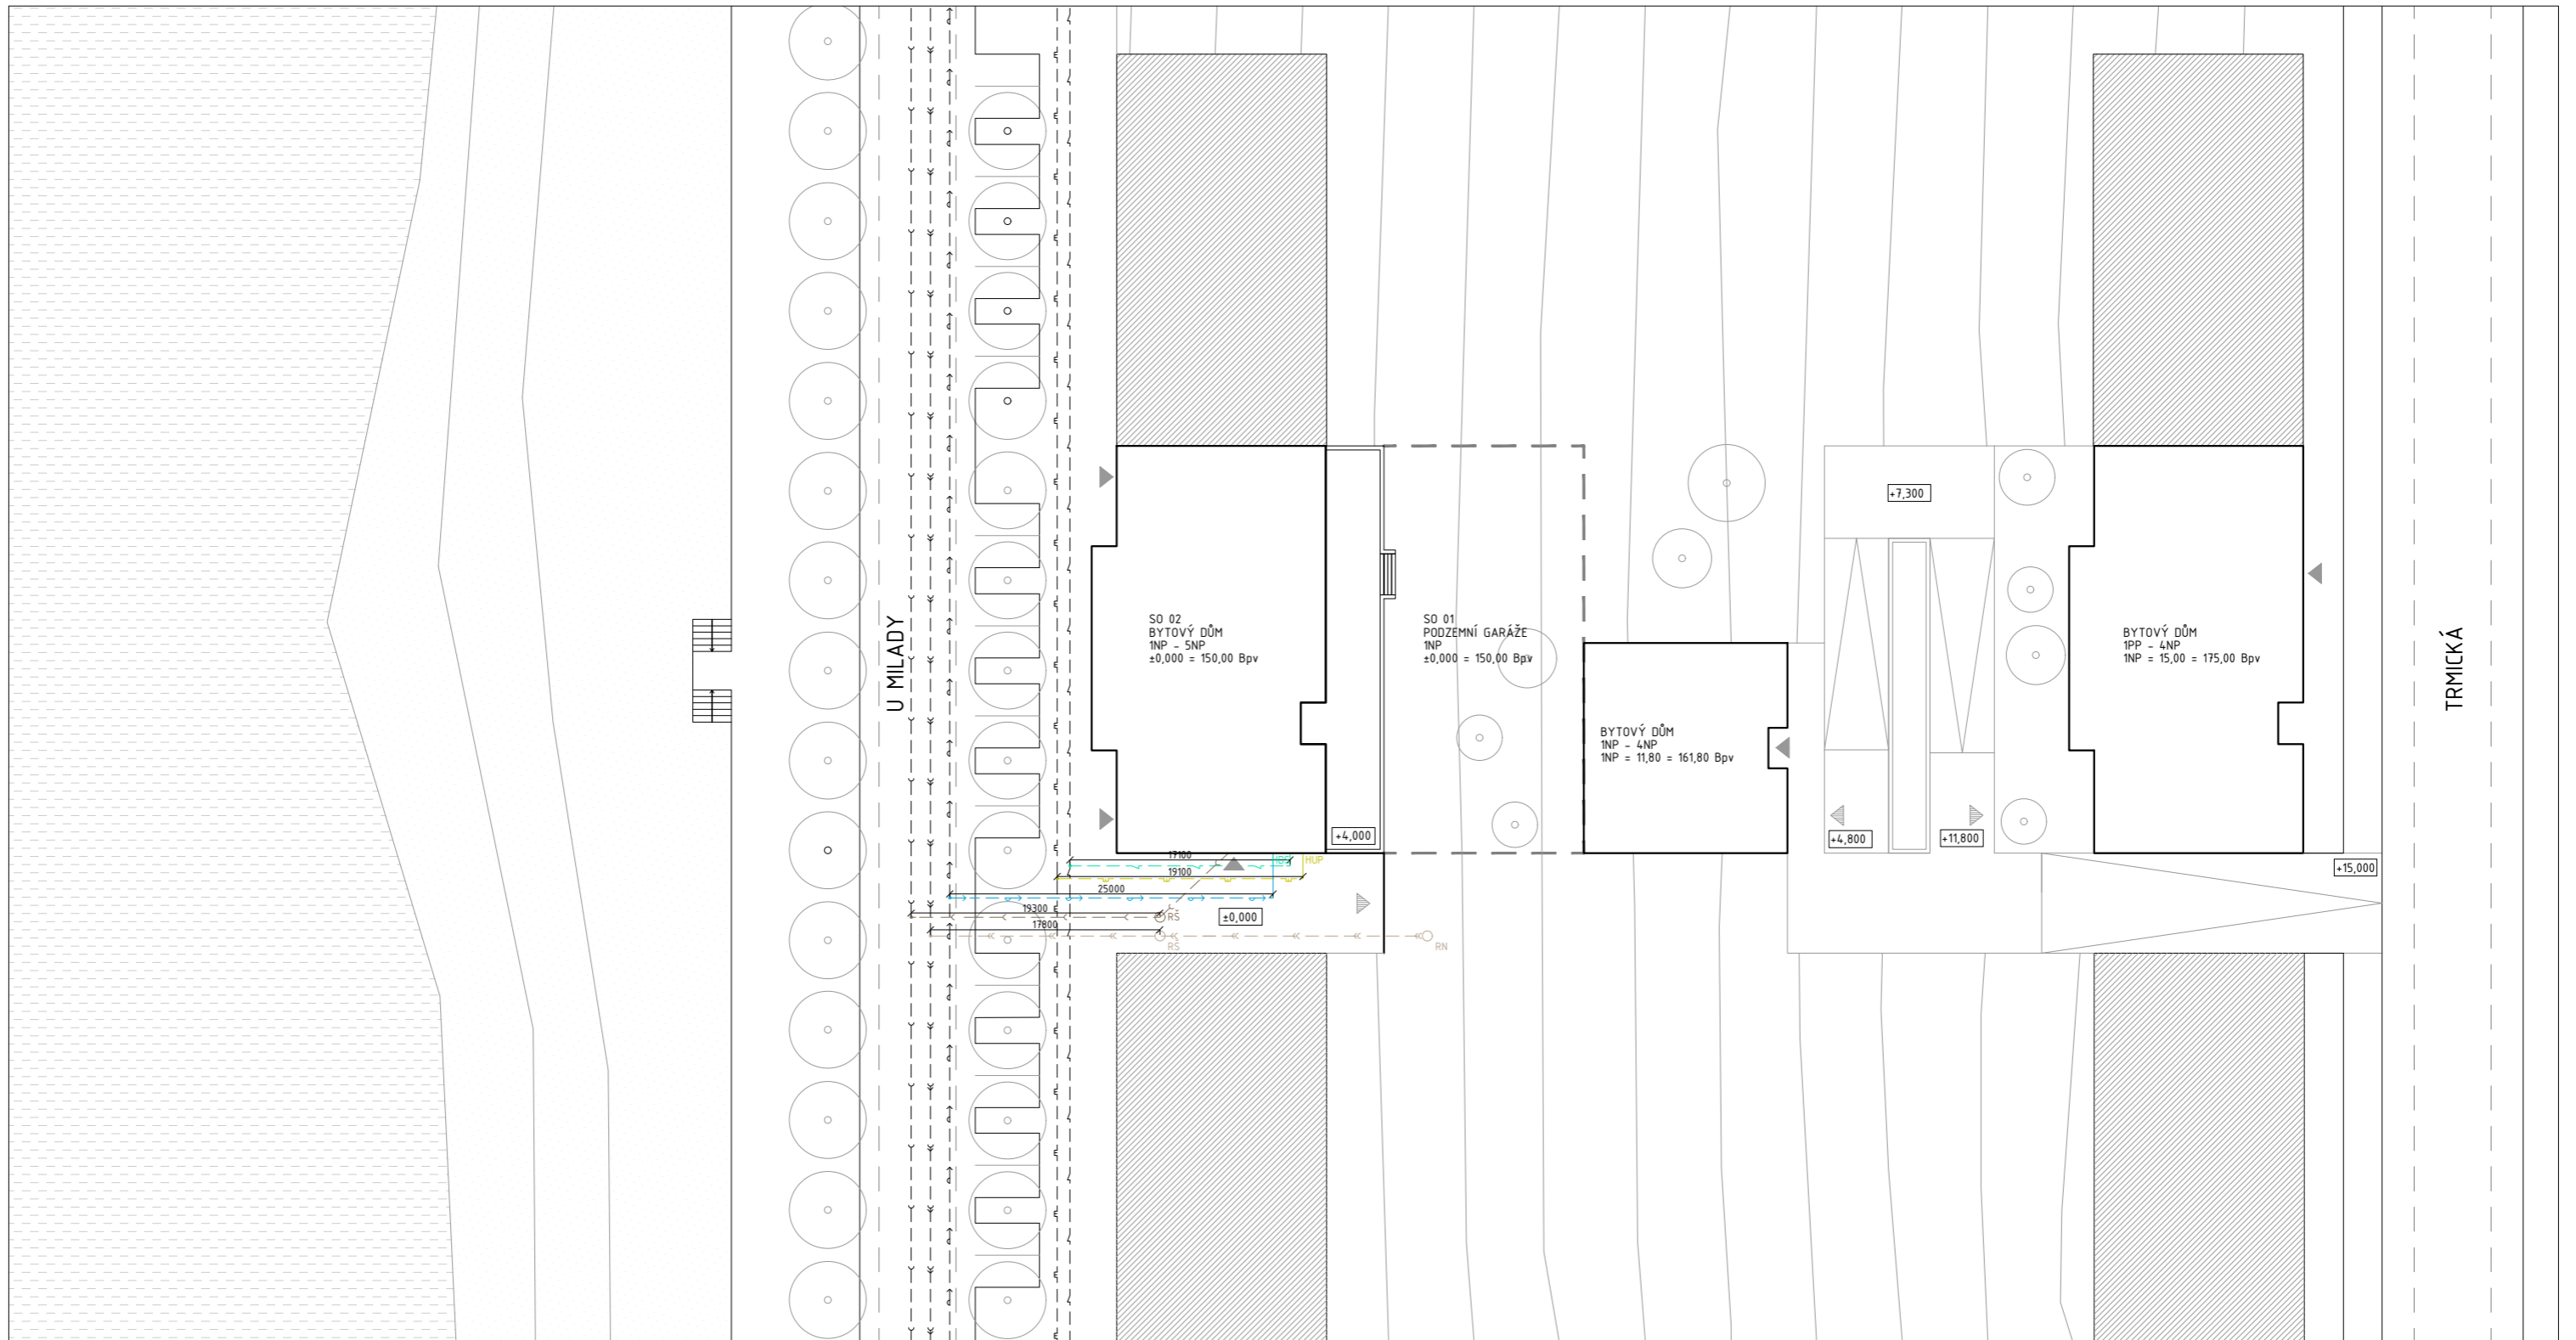 U MILADY
SO 02
BYTOVÝ DŮM
1NP - 5NP
±0,000 = 150,00 Bpv
SO 01
PODZEMNÍ GARÁŽE
1NP
±0,000 = 150,00 Bpv
BYTOVÝ DŮM
1NP - 4NP
1NP = 11,80 = 161,80 Bpv
+7,300
BYTOVÝ DŮM
1PP - 4NP
1NP = 15,00 = 175,00 Bpv
TRMICKÁ
+4,000
+4,800
+11,800
+15,000
17100
HUP
19100
25000
19300
RŠ
±0,000
17800
RŠ
RN